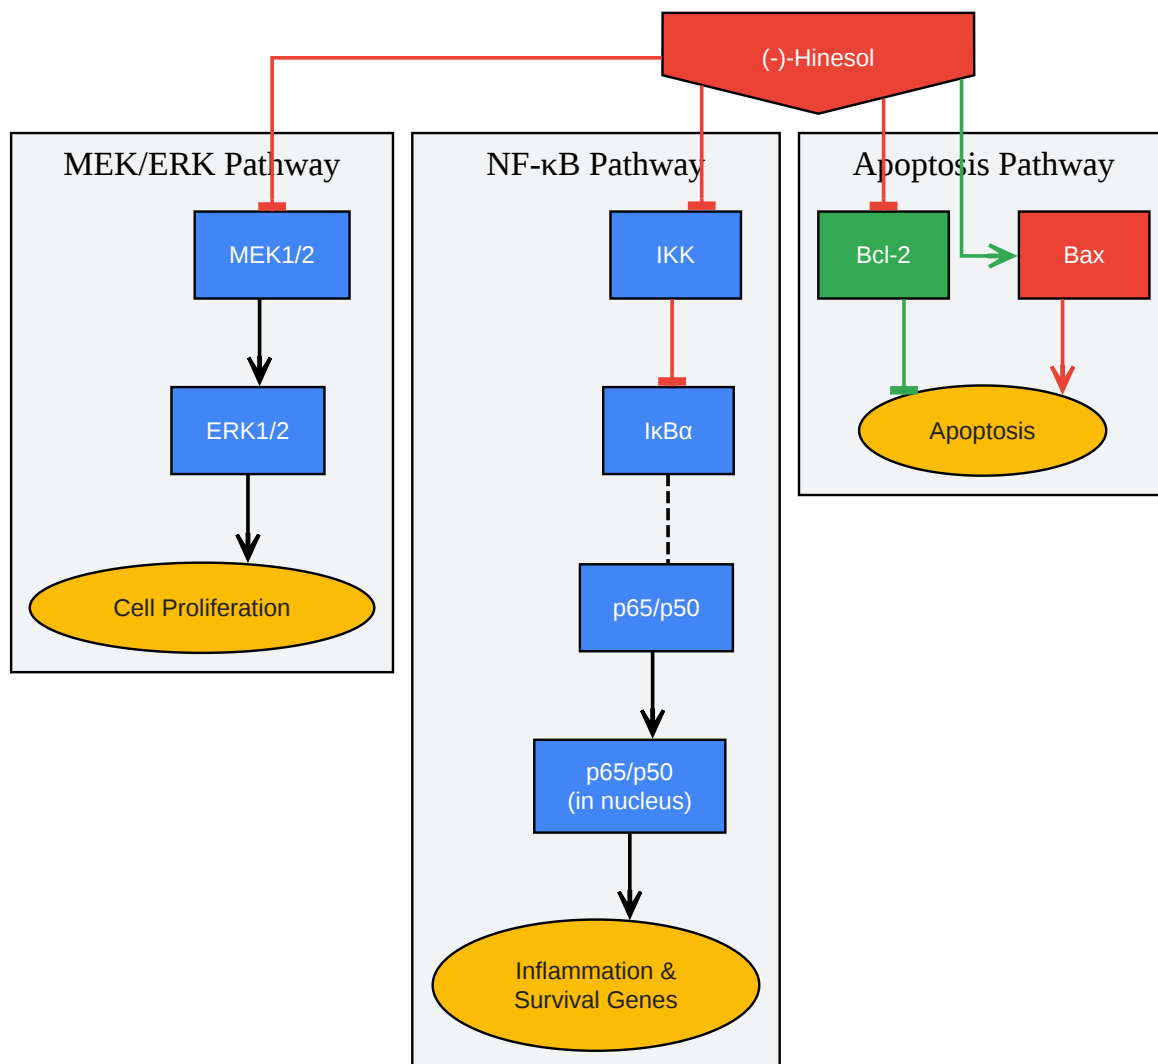 (-)-Hinesol
MEK/ERK Pathway
NF-κB Pathway
Apoptosis Pathway
MEK1/2
IKK
Bcl-2
Bax
ERK1/2
IκBα
Apoptosis
Cell Proliferation
p65/p50
p65/p50
(in nucleus)
Inflammation &
Survival Genes